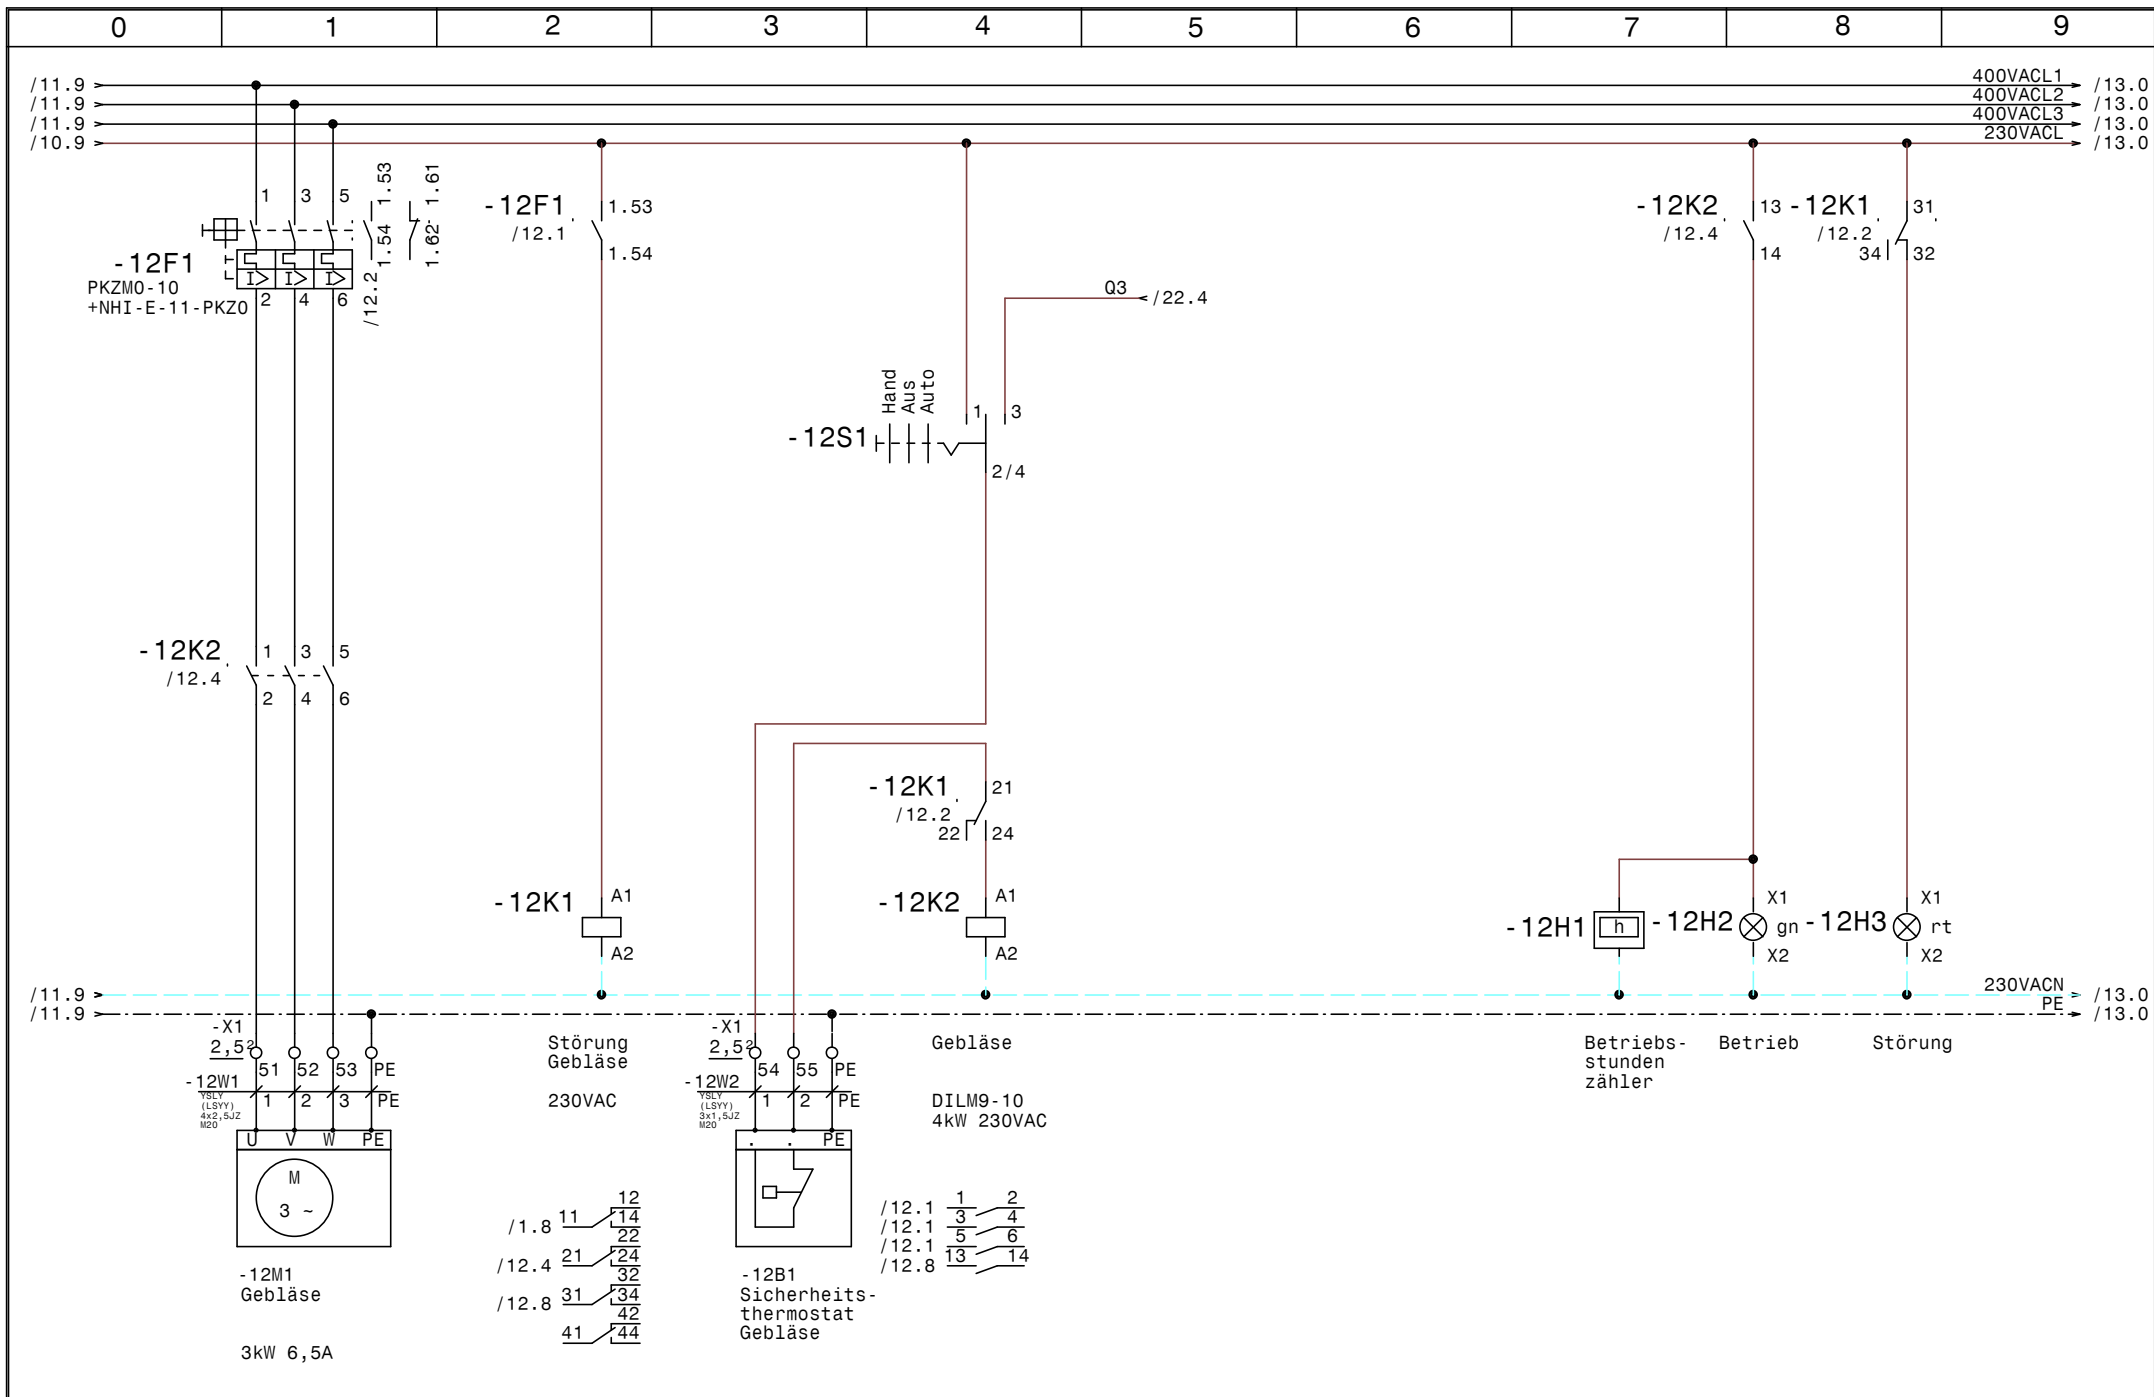 0 1 2 3 4 5 6 7 8 9
/11.9 400VACL1 /13.0
/11.9 400VACL2 /13.0
/11.9 400VACL3 /13.0
/10.9 230VACL /13.0
1 3 5 1.53 1.61
1.54 1.62
-12F1
PKZM0-10
+NHI-E-11-PKZ0
2 4 6 /12.2
-12F1 1.53
/12.1
1.54
-12K2 13
/12.4
14
-12K1 31
/12.2
34 32
Q3 /22.4
Hand
Aus
Auto
1 3
-12S1
2/4
-12K2 1 3 5
/12.4
2 4 6
-12K1 21
/12.2
22 24
-12K1 A1
A2
-12K2 A1
A2
-12H1 h
-12H2 X1
gn
X2
-12H3 X1
rt
X2
/11.9 230VACN /13.0
/11.9 PE /13.0
-X1
2,5²
51 52 53 PE
-12W1
YSLY
(LSYY)
4x2,5JZ
M20
1 2 3 PE
U V W PE
M
3 ~
-12M1
Gebläse
3kW 6,5A
Störung
Gebläse
230VAC
12
/1.8 11 14
22
/12.4 21 24
32
/12.8 31 34
42
41 44
-X1
2,5²
54 55 PE
-12W2
YSLY
(LSYY)
3x1,5JZ
M20
1 2 PE
. . PE
-12B1
Sicherheits-
thermostat
Gebläse
Gebläse
DILM9-10
4kW 230VAC
/12.1 1 2
/12.1 3 4
/12.1 5 6
/12.8 13 14
Betriebs-
stunden
zähler
Betrieb
Störung